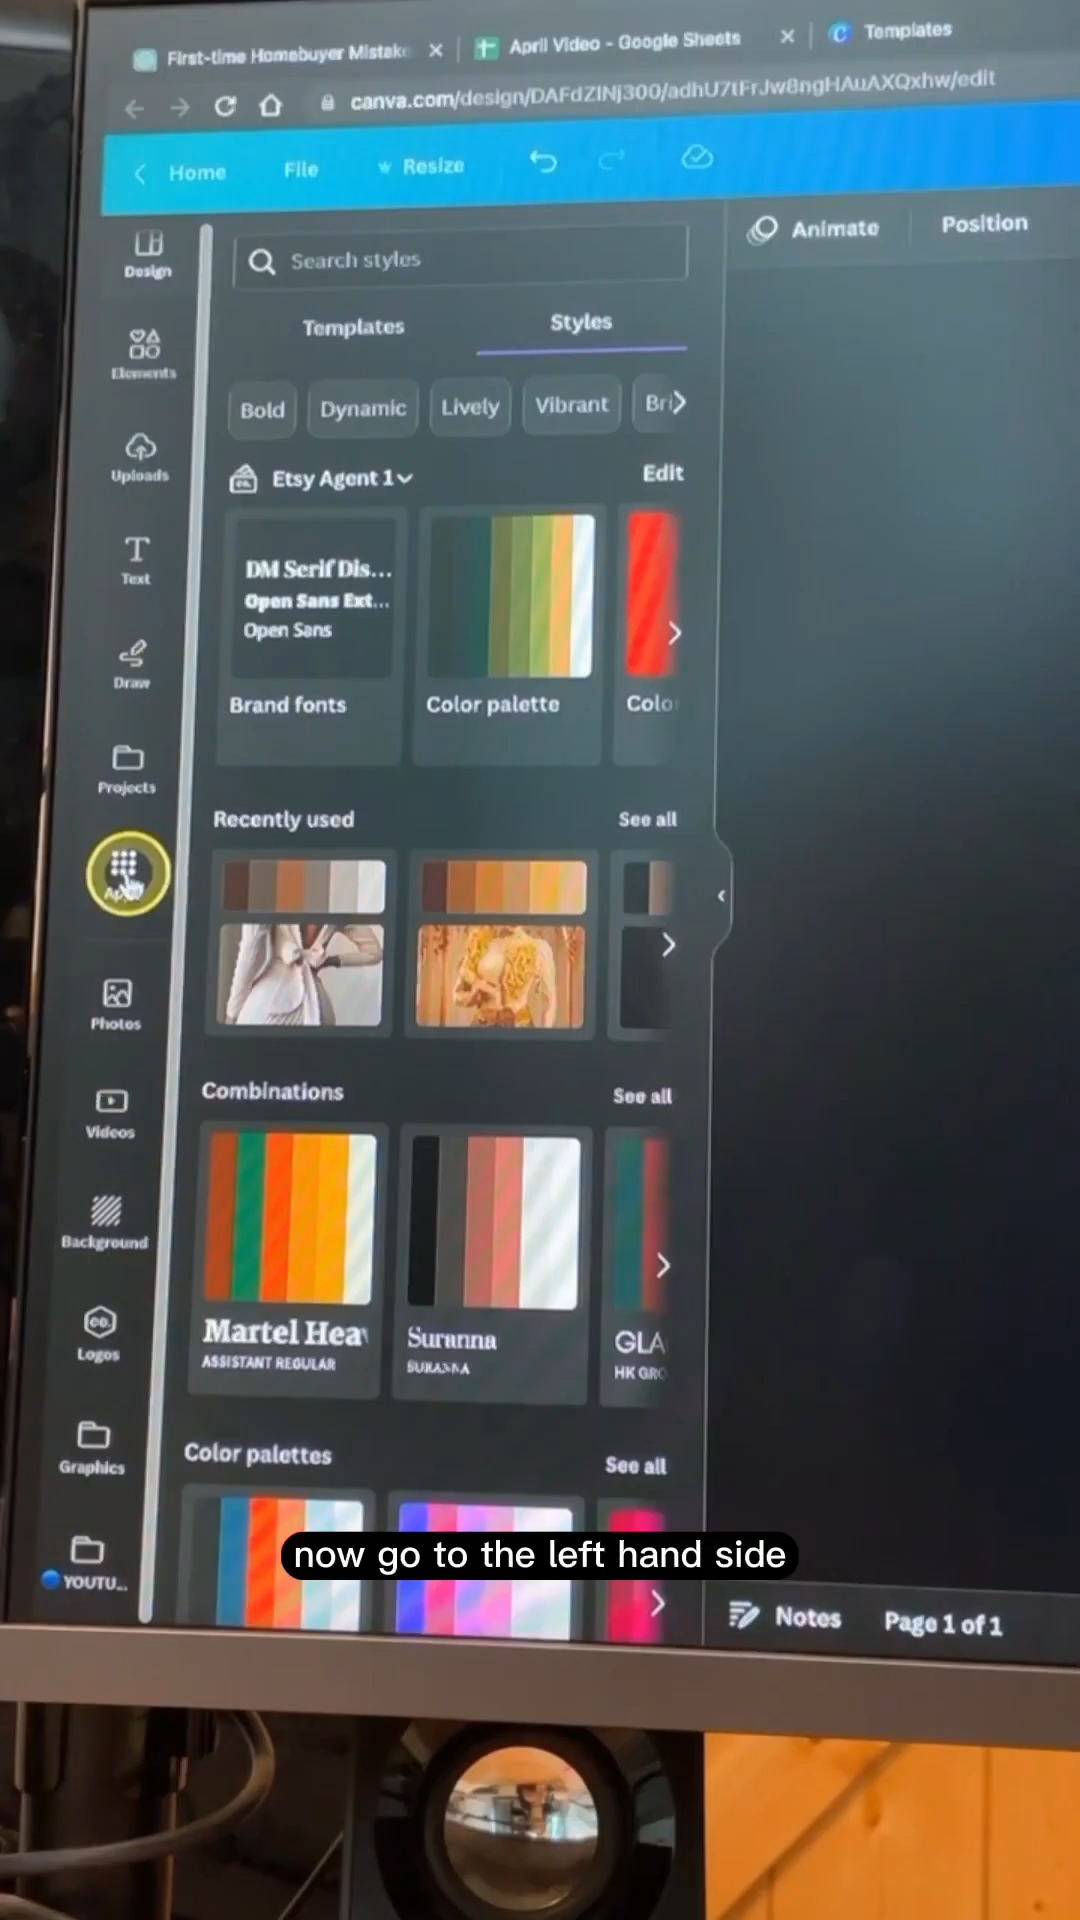 First-time Homebuyer Mistake
April Video - Google Sheets
Templates
canva.com/design/DAFdZINj300/adhU7tFrJw8ngHAuAXQxhw/edit
Home
File
Resize
Design
Search styles
Animate
Position
Templates
Styles
Elements
Bold
Dynamic
Lively
Vibrant
Bri
Uploads
Etsy Agent 1
Edit
Text
DM Serif Dis...
Open Sans Ext...
Open Sans
Draw
Brand fonts
Color palette
Colo
Projects
Recently used
See all
Photos
Combinations
See all
Videos
Background
Martel Hea
ASSISTANT REGULAR
Suranna
SURANNA
GLA
HK GRO
CO.
Logos
Color palettes
See all
Graphics
now go to the left hand side
YOUTU...
Notes
Page 1 of 1